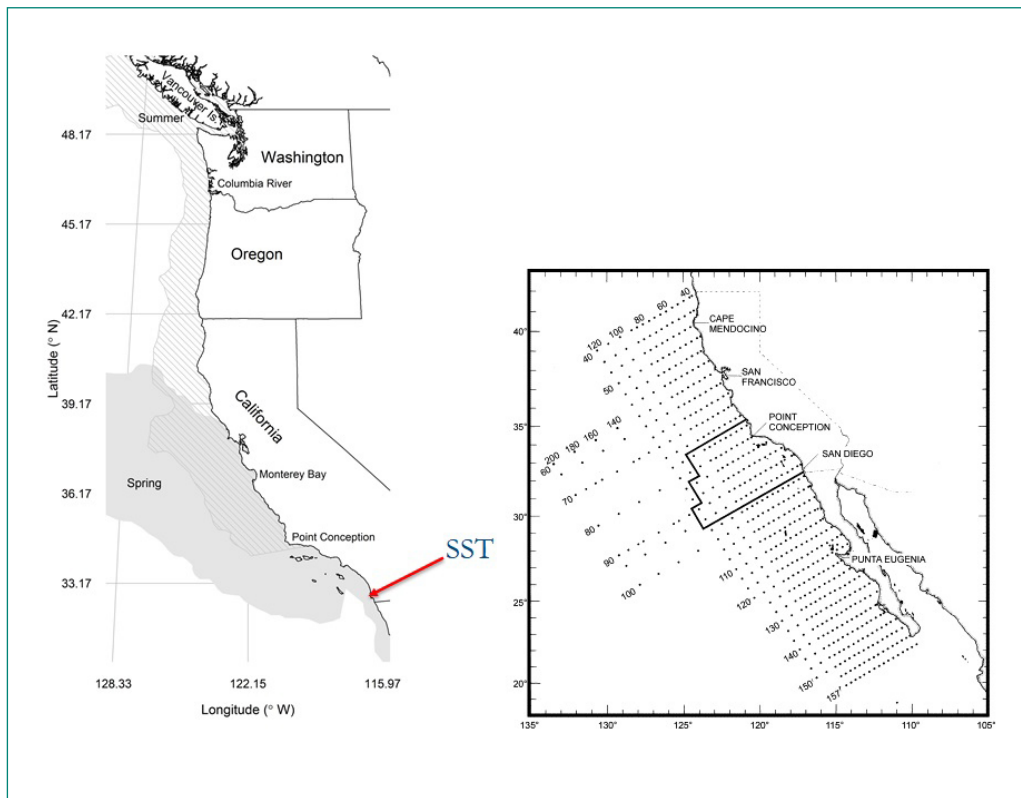 Vancouver Is.
Summer
48.17
Washington
Columbia River
45.17
Oregon
42.17
Latitude (° N)
39.17
California
Monterey Bay
36.17
Spring
Point Conception
SST
33.17
128.33
122.15
115.97
Longitude (° W)
40
60
80
100
120
40
CAPE
MENDOCINO
40°
50
SAN
FRANCISCO
140
160
180
200
60
POINT
CONCEPTION
35°
SAN DIEGO
70
80
30°
90
PUNTA EUGENIA
100
110
120
25°
130
140
150
157
20°
135°
130°
125°
120°
115°
110°
105°